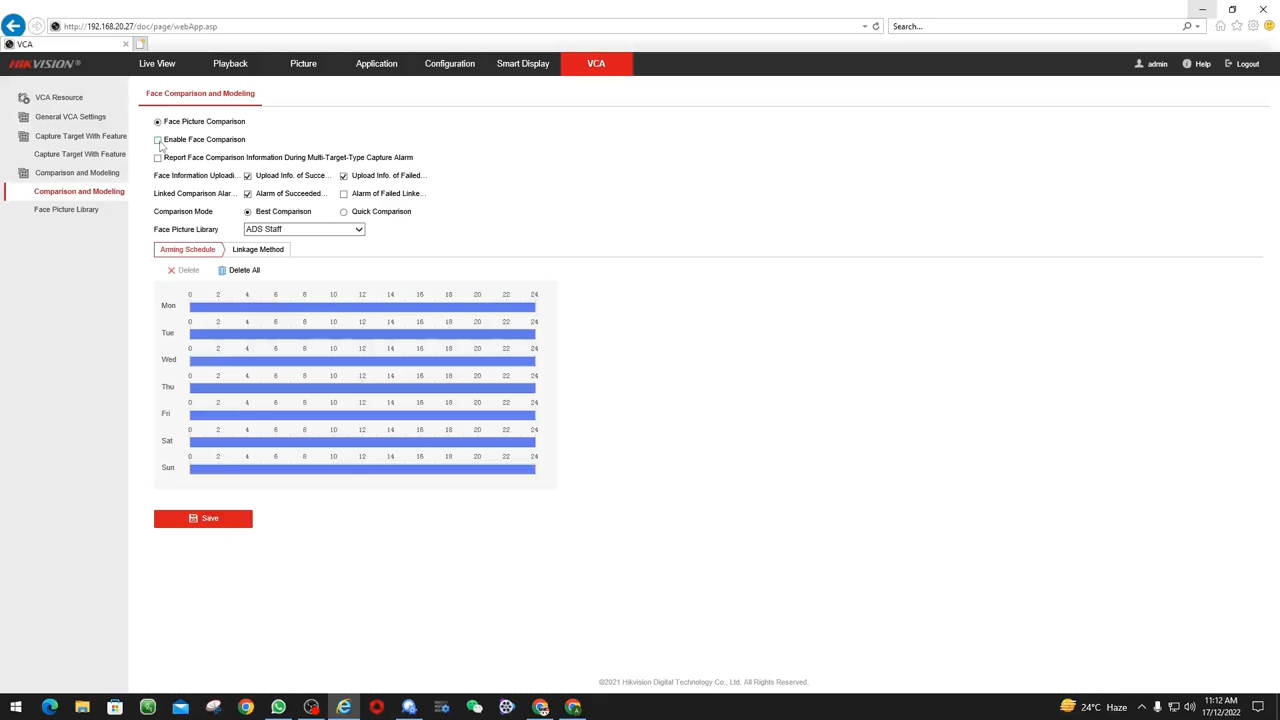 http://192.168.20.27/doc/page/webApp.asp
Search...
VCA
HIKVISION®
Live View
Playback
Picture
Application
Configuration
Smart Display
VCA
admin
Help
Logout
VCA Resource
General VCA Settings
Capture Target With Feature
Capture Target With Feature
Comparison and Modeling
Comparison and Modeling
Face Picture Library
Face Comparison and Modeling
Face Picture Comparison
Enable Face Comparison
Report Face Comparison Information During Multi-Target-Type Capture Alarm
Face Information Uploadi... Upload Info. of Succe... Upload Info. of Failed...
Linked Comparison Alar... Alarm of Succeeded... Alarm of Failed Linke...
Comparison Mode Best Comparison Quick Comparison
Face Picture Library ADS Staff
Arming Schedule Linkage Method
Delete Delete All
0 2 4 6 8 10 12 14 16 18 20 22 24
Mon
0 2 4 6 8 10 12 14 16 18 20 22 24
Tue
0 2 4 6 8 10 12 14 16 18 20 22 24
Wed
0 2 4 6 8 10 12 14 16 18 20 22 24
Thu
0 2 4 6 8 10 12 14 16 18 20 22 24
Fri
0 2 4 6 8 10 12 14 16 18 20 22 24
Sat
0 2 4 6 8 10 12 14 16 18 20 22 24
Sun
Save
©2021 Hikvision Digital Technology Co., Ltd. All Rights Reserved.
24°C Haze
11:12 AM
17/12/2022